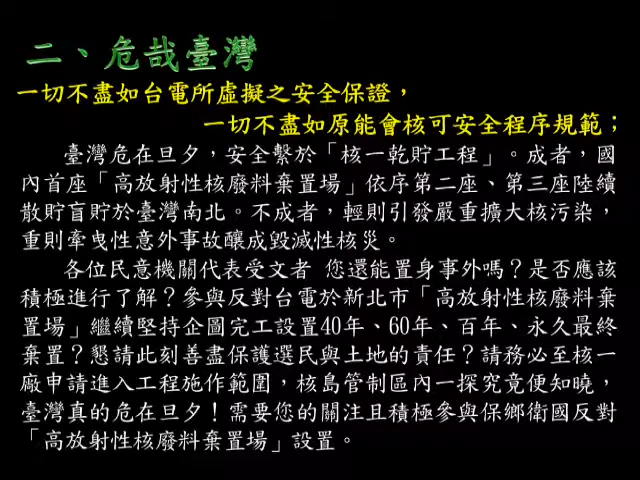 二、危哉臺灣
一切不盡如台電所虛擬之安全保證，
一切不盡如原能會核可安全程序規範；
臺灣危在旦夕，安全繫於「核一乾貯工程」。成者，國
內首座「高放射性核廢料棄置場」依序第二座、第三座陸續
散貯盲貯於臺灣南北。不成者，輕則引發嚴重擴大核污染，
重則牽曳性意外事故釀成毀滅性核災。
各位民意機關代表受文者 您還能置身事外嗎？是否應該
積極進行了解？參與反對台電於新北市「高放射性核廢料棄
置場」繼續堅持企圖完工設置40年、60年、百年、永久最終
棄置？懇請此刻善盡保護選民與土地的責任？請務必至核一
廠申請進入工程施作範圍，核島管制區內一探究竟便知曉，
臺灣真的危在旦夕！需要您的關注且積極參與保鄉衛國反對
「高放射性核廢料棄置場」設置。